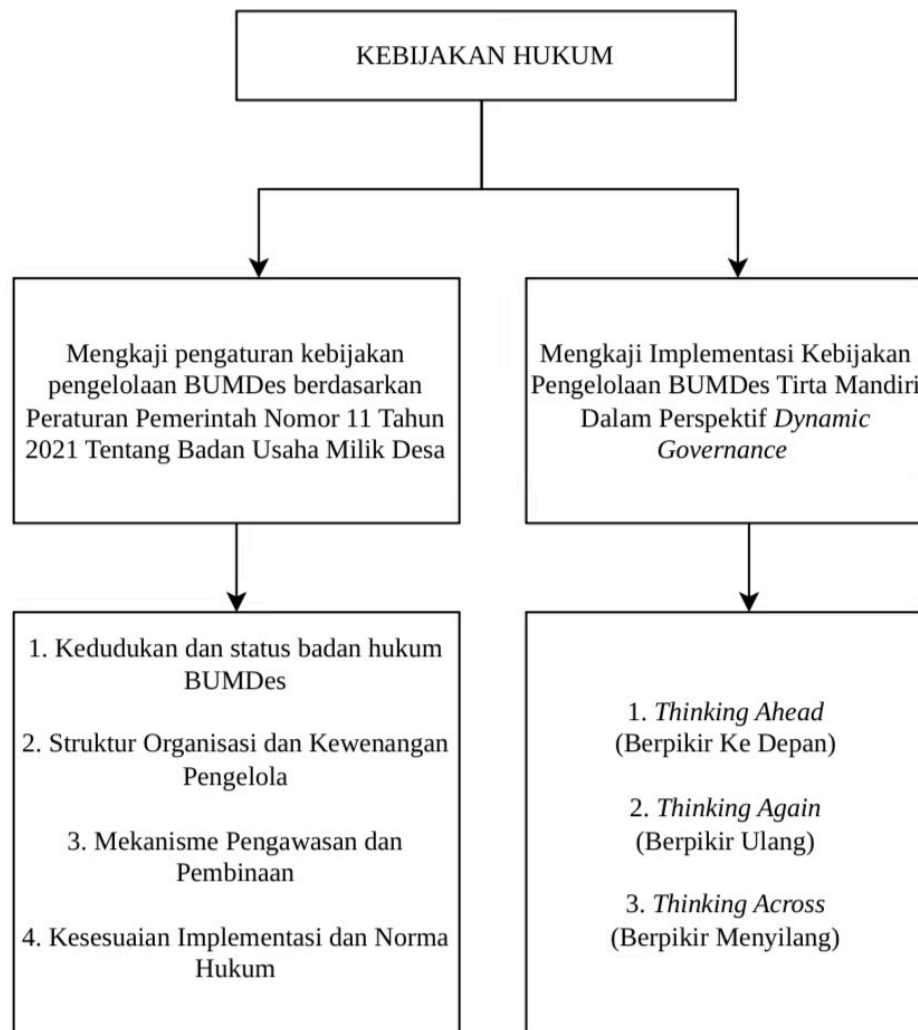 KEBIJAKAN HUKUM
Mengkaji pengaturan kebijakan
pengelolaan BUMDes berdasarkan
Peraturan Pemerintah Nomor 11 Tahun
2021 Tentang Badan Usaha Milik Desa
Mengkaji Implementasi Kebijakan
Pengelolaan BUMDes Tirta Mandiri
Dalam Perspektif Dynamic
Governance
1. Kedudukan dan status badan hukum
BUMDes
2. Struktur Organisasi dan Kewenangan
Pengelola
3. Mekanisme Pengawasan dan
Pembinaan
4. Kesesuaian Implementasi dan Norma
Hukum
1. Thinking Ahead
(Berpikir Ke Depan)
2. Thinking Again
(Berpikir Ulang)
3. Thinking Across
(Berpikir Menyilang)